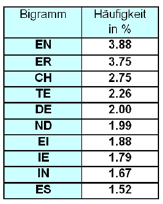 Bigramm Häufigkeit in %
EN 3.88
ER 3.75
CH 2.75
TE 2.26
DE 2.00
ND 1.99
EI 1.88
IE 1.79
IN 1.67
ES 1.52